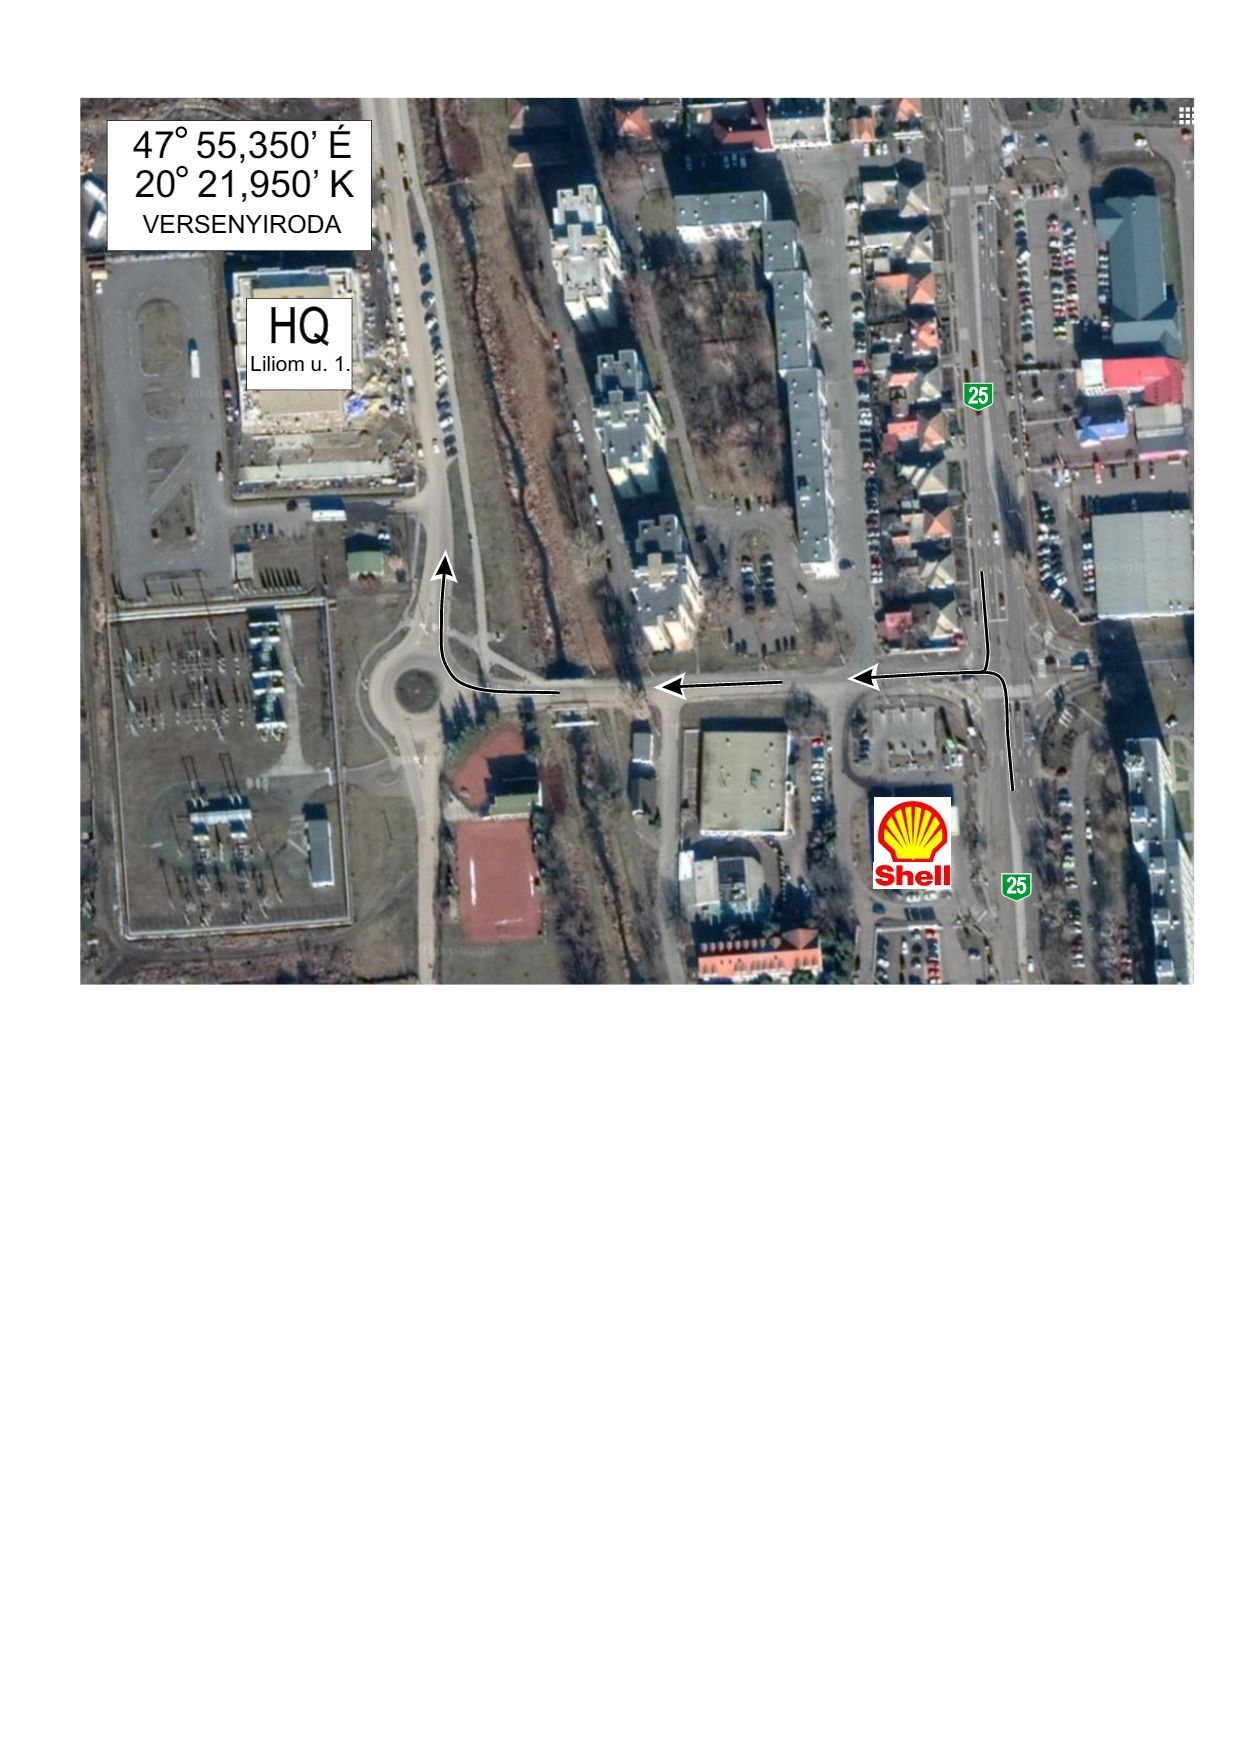 47° 55,350’ É
20° 21,950’ K
VERSENYIRODA
HQ
Liliom u. 1.
25
Shell
25